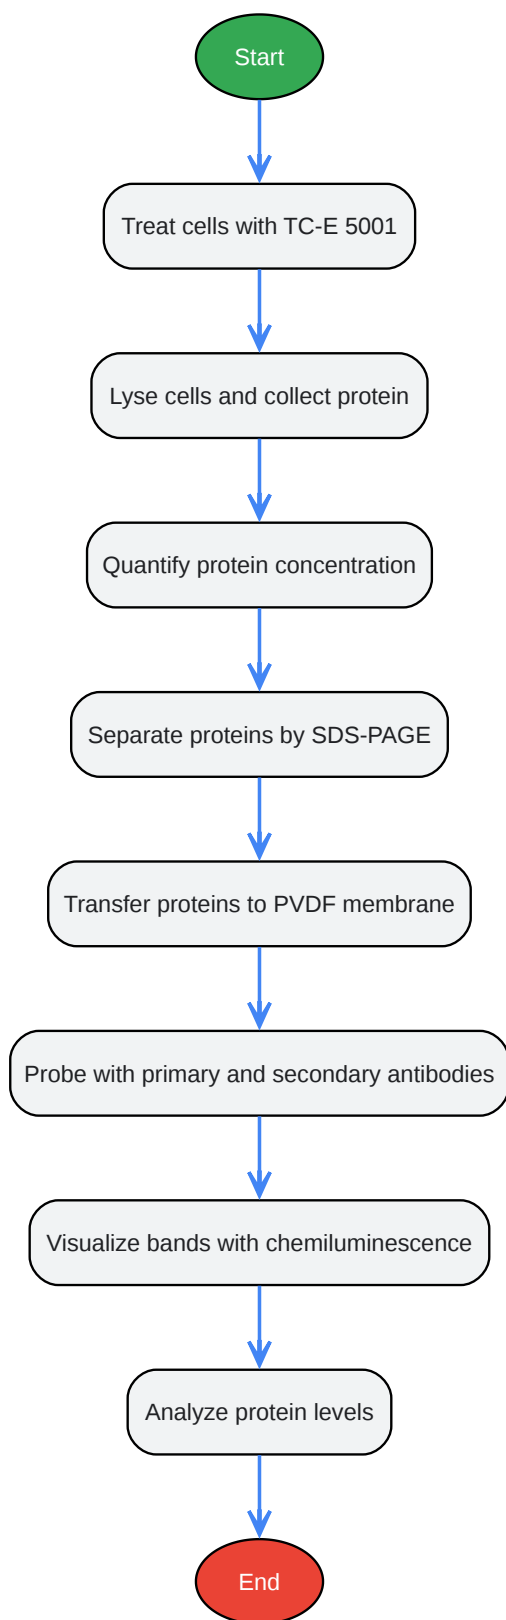 Start
Treat cells with TC-E 5001
Lyse cells and collect protein
Quantify protein concentration
Separate proteins by SDS-PAGE
Transfer proteins to PVDF membrane
Probe with primary and secondary antibodies
Visualize bands with chemiluminescence
Analyze protein levels
End